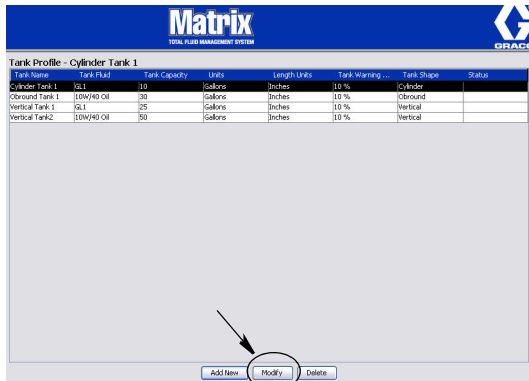 Matrix
TOTAL FLUID MANAGEMENT SYSTEM
GRACO
Tank Profile - Cylinder Tank 1
Tank Name Tank Fluid Tank Capacity Units Length Units Tank Warning ... Tank Shape Status
Cylinder Tank 1 GL1 10 Gallons Inches 10 % Cylinder
Obround Tank 1 10W/40 Oil 30 Gallons Inches 10 % Obround
Vertical Tank 1 GL1 25 Gallons Inches 10 % Vertical
Vertical Tank2 10W/40 Oil 50 Gallons Inches 10 % Vertical
Add New Modify Delete